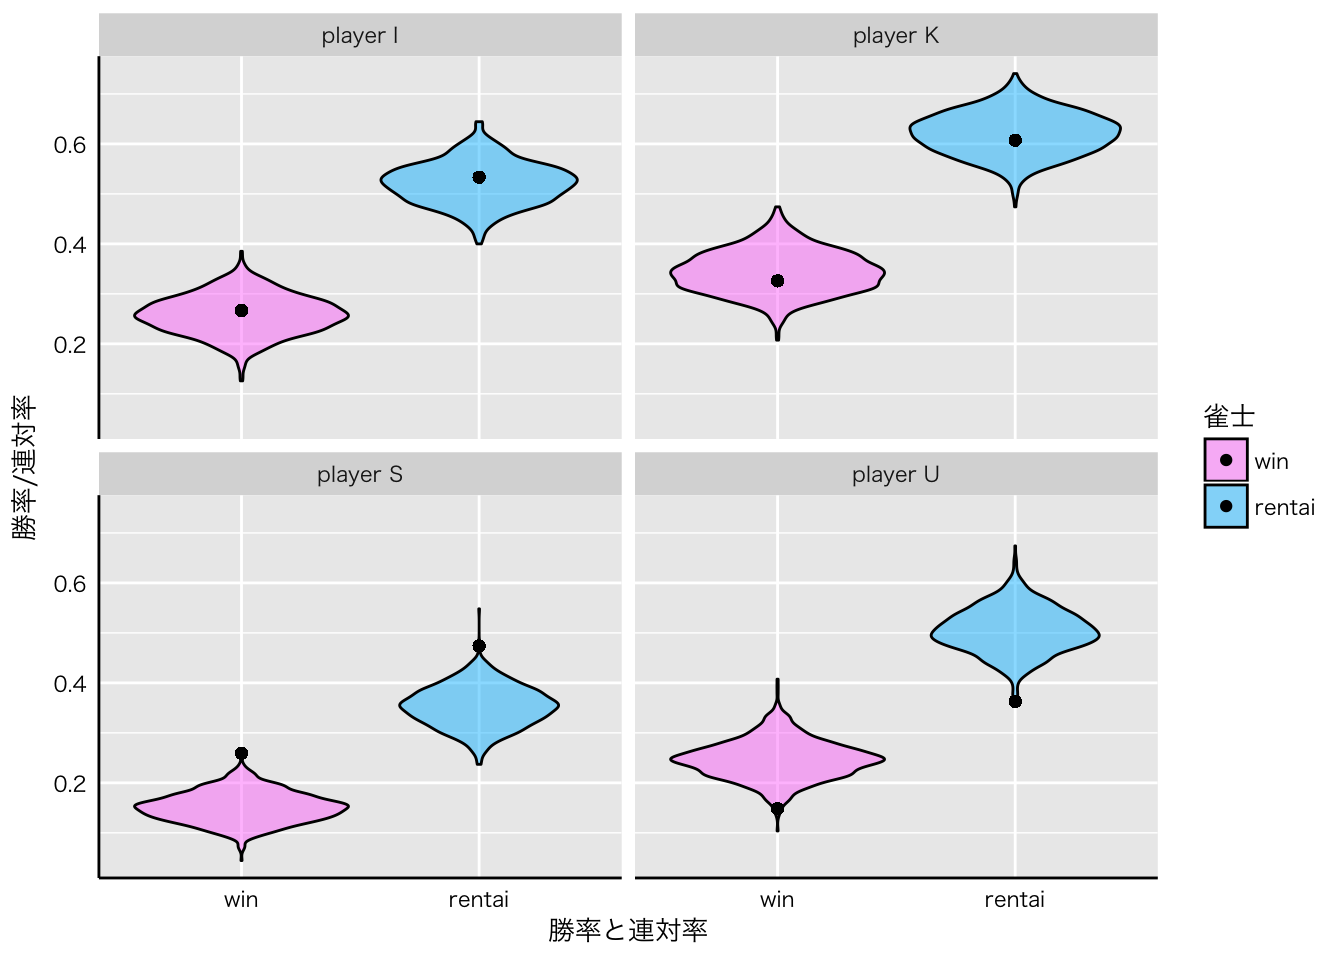 player I
player K
0.6
0.4
0.2
player S
player U
0.6
0.4
0.2
win
rentai
win
rentai
勝率と連対率
勝率/連対率
雀士
win
rentai